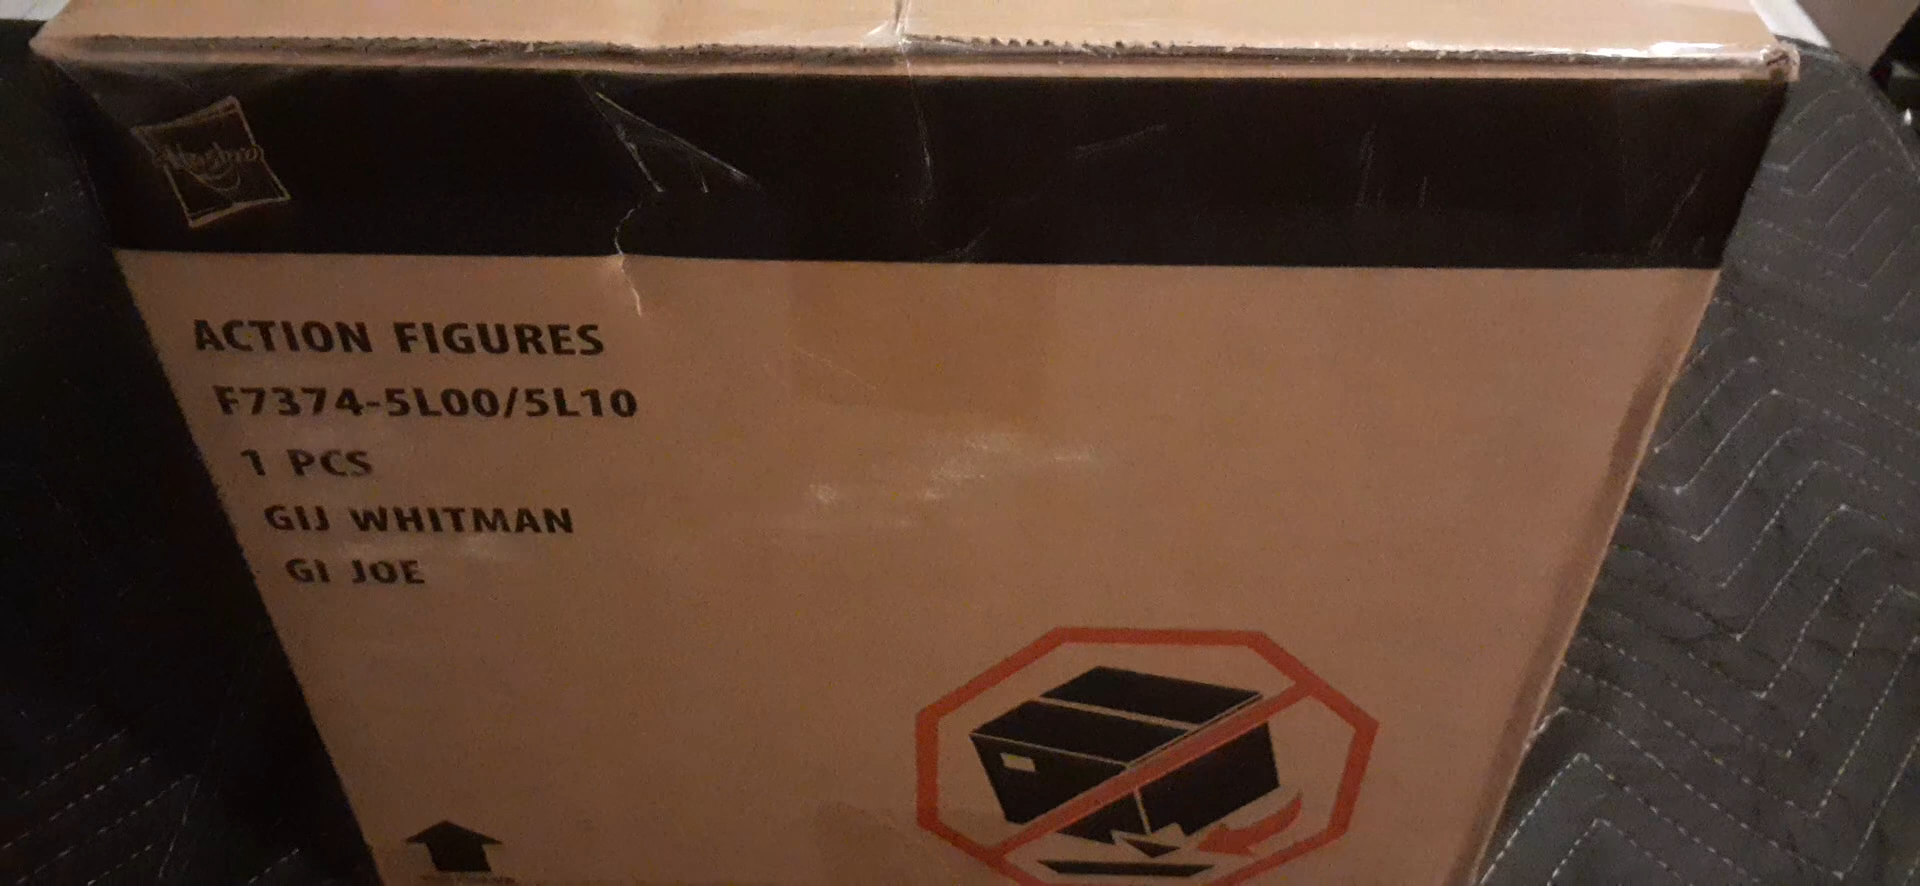 Hasbro
ACTION FIGURES
F7374-5L00/5L10
1 PCS
GIJ WHITMAN
GI JOE